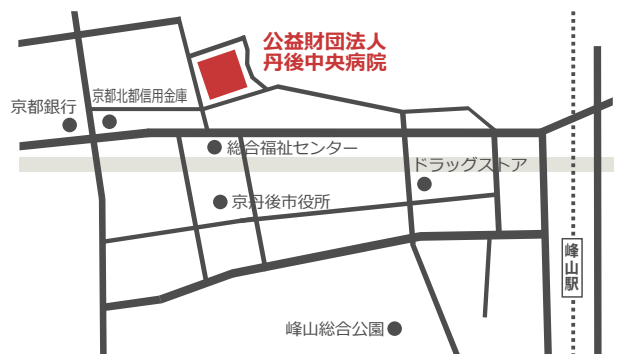 公益財団法人
丹後中央病院
京都北都信用金庫
京都銀行
総合福祉センター
ドラッグストア
京丹後市役所
峰山駅
峰山総合公園